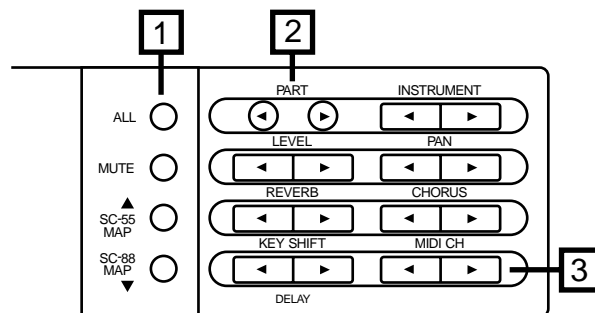 1
2
PART
INSTRUMENT
ALL
LEVEL
PAN
MUTE
REVERB
CHORUS
SC-55
MAP
KEY SHIFT
MIDI CH
SC-88
MAP
3
DELAY